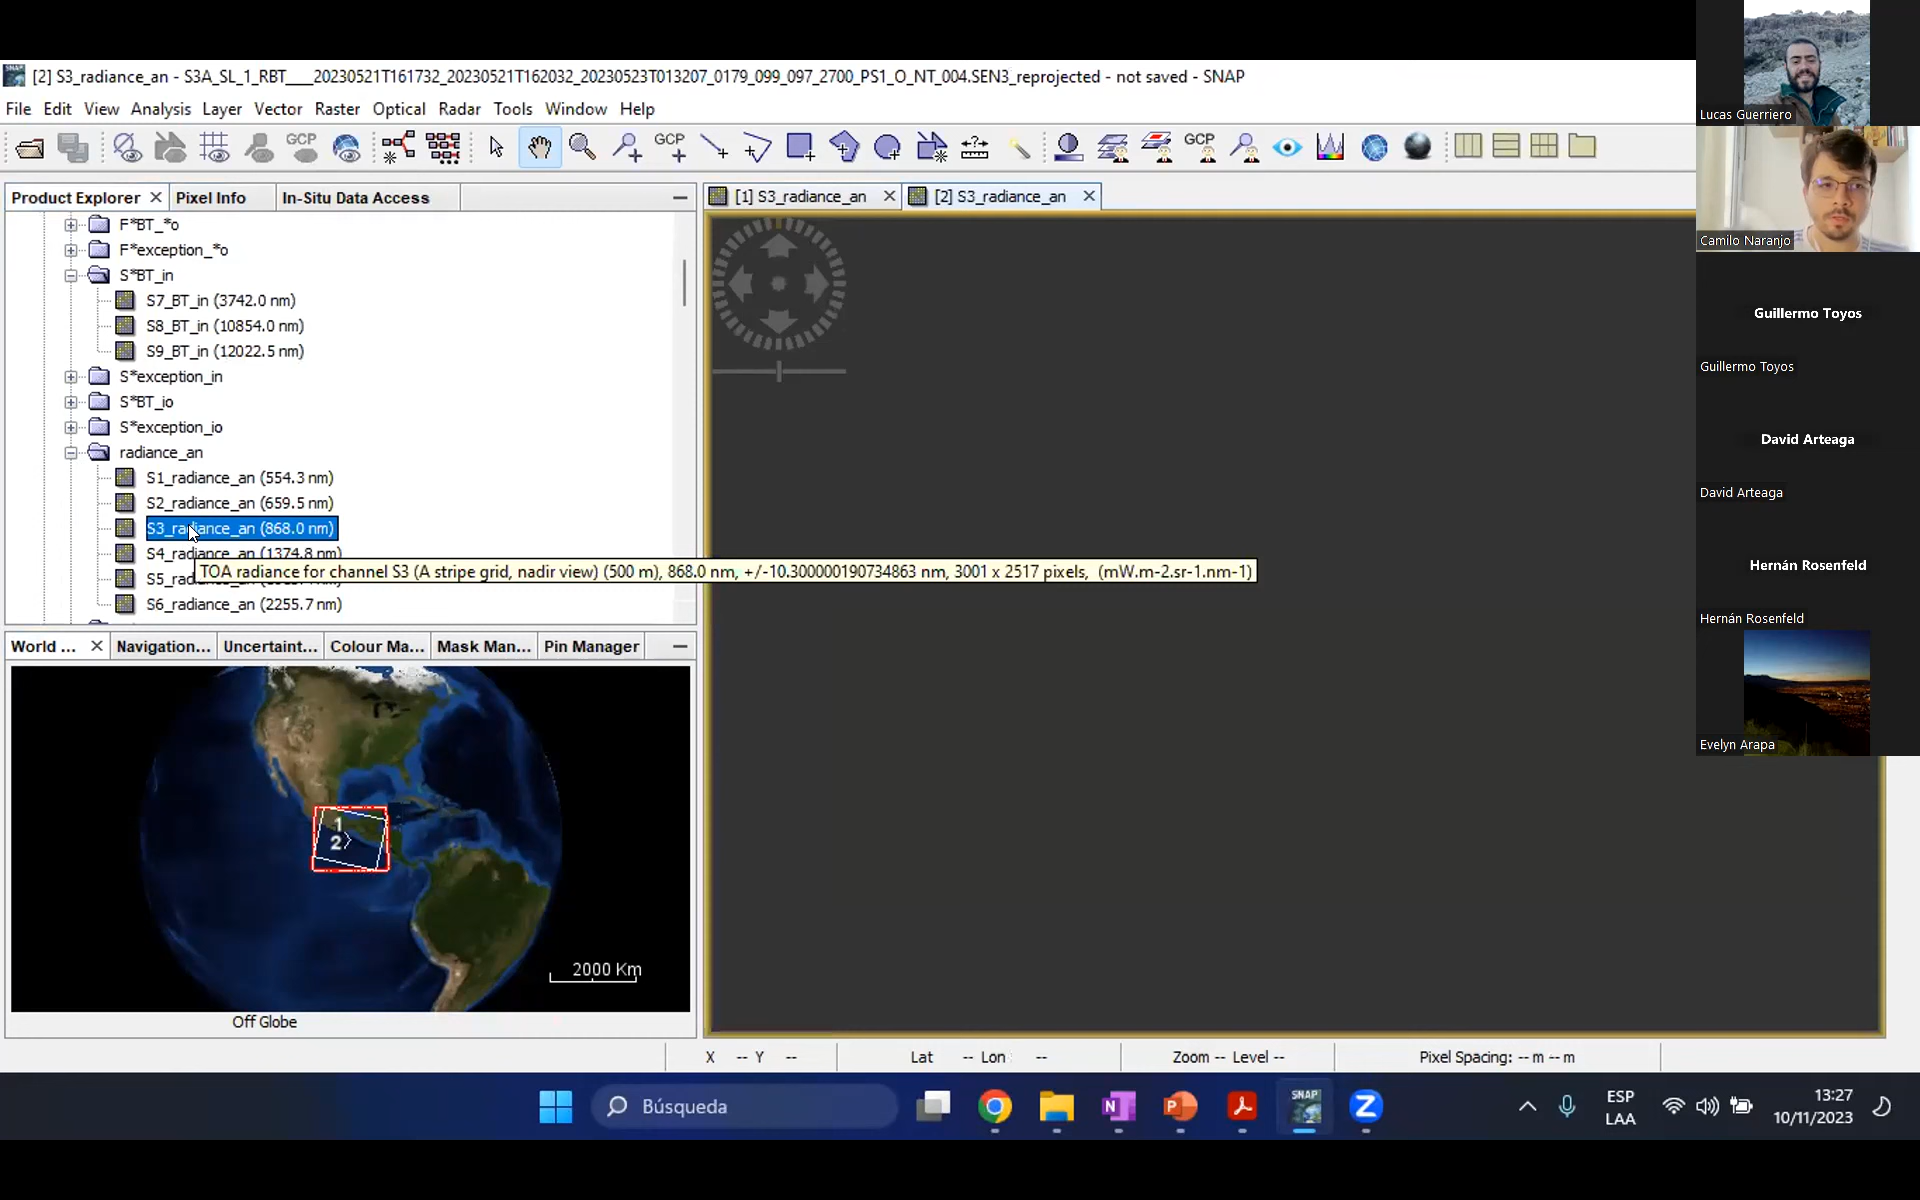 [2] S3_radiance_an - S3A_SL_1_RBT____20230521T161732_20230521T162032_20230523T013207_0179_099_097_2700_PS1_O_NT_004.SEN3_reprojected - not saved - SNAP
File Edit View Analysis Layer Vector Raster Optical Radar Tools Window Help
GCP GCP GCP
Product Explorer Pixel Info In-Situ Data Access
[1] S3_radiance_an [2] S3_radiance_an
F*BT_*o
F*exception_*o
S*BT_in
S7_BT_in (3742.0 nm)
S8_BT_in (10854.0 nm)
S9_BT_in (12022.5 nm)
S*exception_in
S*BT_io
S*exception_io
radiance_an
S1_radiance_an (554.3 nm)
S2_radiance_an (659.5 nm)
S3_radiance_an (868.0 nm)
S4_radiance_an (1374.8 nm)
TOA radiance for channel S3 (A stripe grid, nadir view) (500 m), 868.0 nm, +/-10.300000190734863 nm, 3001 x 2517 pixels, (mW.m-2.sr-1.nm-1)
S6_radiance_an (2255.7 nm)
World ... Navigation... Uncertaint... Colour Ma... Mask Man... Pin Manager
1
2
2000 Km
Off Globe
X -- Y -- Lat -- Lon -- Zoom -- Level -- Pixel Spacing: -- m -- m
Búsqueda
SNAP
ESP
LAA
13:27
10/11/2023
Lucas Guerriero
Camilo Naranjo
Guillermo Toyos
Guillermo Toyos
David Arteaga
David Arteaga
Hernán Rosenfeld
Hernán Rosenfeld
Evelyn Arapa